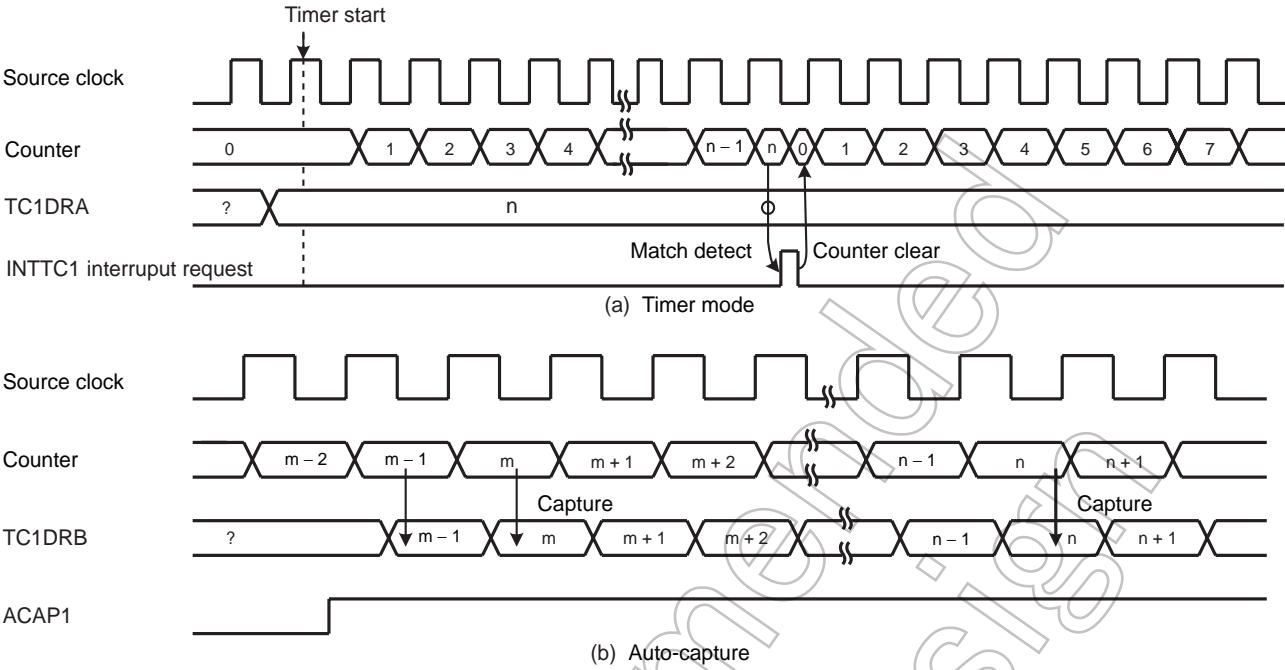 Timer start
Source clock
Counter
0 1 2 3 4 n – 1 n 0 1 2 3 4 5 6 7
TC1DRA
? n
Match detect Counter clear
INTTC1 interruput request
(a) Timer mode
Source clock
Counter
m – 2 m – 1 m m + 1 m + 2 n – 1 n n + 1
Capture Capture
TC1DRB
? m – 1 m m + 1 m + 2 n – 1 n n + 1
ACAP1
(b) Auto-capture